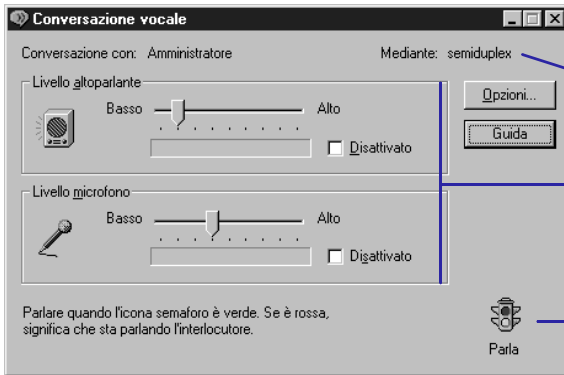 Conversazione vocale
Conversazione con: Amministratore Mediante: semiduplex
Livello altoparlante
Basso Alto
Disattivato
Opzioni...
Guida
Livello microfono
Basso Alto
Disattivato
Parlare quando l'icona semaforo è verde. Se è rossa,
significa che sta parlando l'interlocutore.
Parla